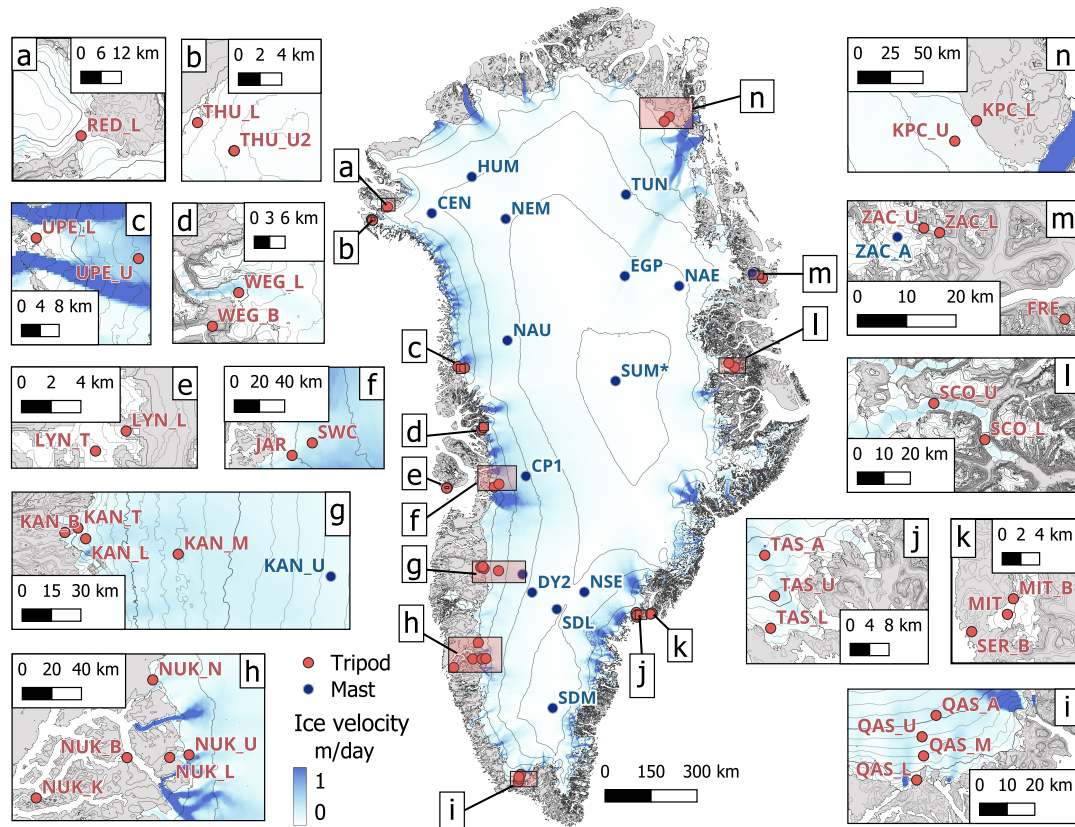 a
0 6 12 km
RED_L
b
0 2 4 km
THU_L
THU_U2
c
UPE_L
UPE_U
0 4 8 km
d
0 3 6 km
WEG_L
WEG_B
e
0 2 4 km
LYN_L
LYN_T
f
0 20 40 km
SWC
JAR
g
KAN_B
KAN_T
KAN_L
KAN_M
KAN_U
0 15 30 km
h
0 20 40 km
NUK_N
NUK_B
NUK_U
NUK_L
NUK_K
Tripod
Mast
Ice velocity
m/day
1
0
a
b
c
d
e
f
g
h
i
j
k
l
m
n
HUM
CEN
NEM
TUN
EGP
NAE
NAU
SUM*
CP1
DY2
NSE
SDL
SDM
0 150 300 km
n
0 25 50 km
KPC_L
KPC_U
m
ZAC_U
ZAC_L
ZAC_A
0 10 20 km
FRE
l
SCO_U
SCO_L
0 10 20 km
j
TAS_A
TAS_U
TAS_L
0 4 8 km
k
0 2 4 km
MIT_B
MIT
SER_B
i
QAS_A
QAS_U
QAS_M
QAS_L
0 10 20 km